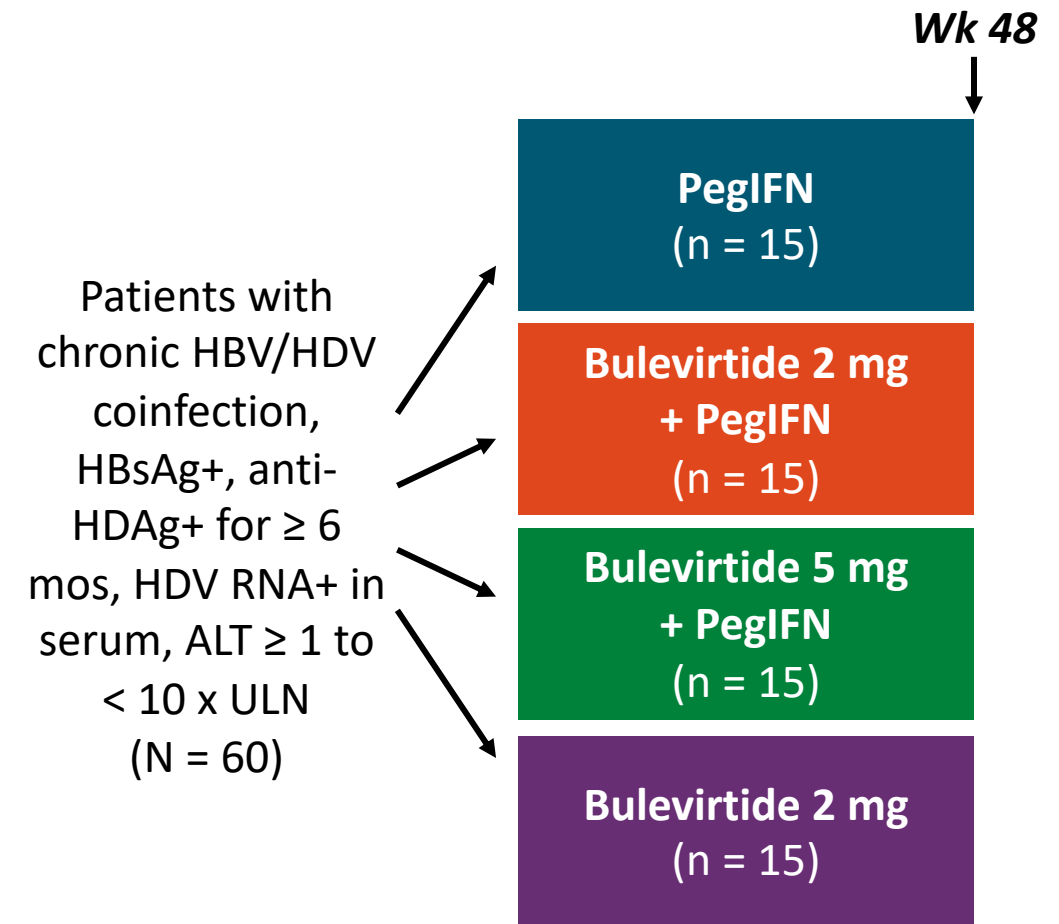 Wk 48
PegIFN
(n = 15)
Patients with
chronic HBV/HDV
coinfection,
HBsAg+, anti-
HDAg+ for ≥ 6
mos, HDV RNA+ in
serum, ALT ≥ 1 to
< 10 x ULN
(N = 60)
Bulevirtide 2 mg
+ PegIFN
(n = 15)
Bulevirtide 5 mg
+ PegIFN
(n = 15)
Bulevirtide 2 mg
(n = 15)